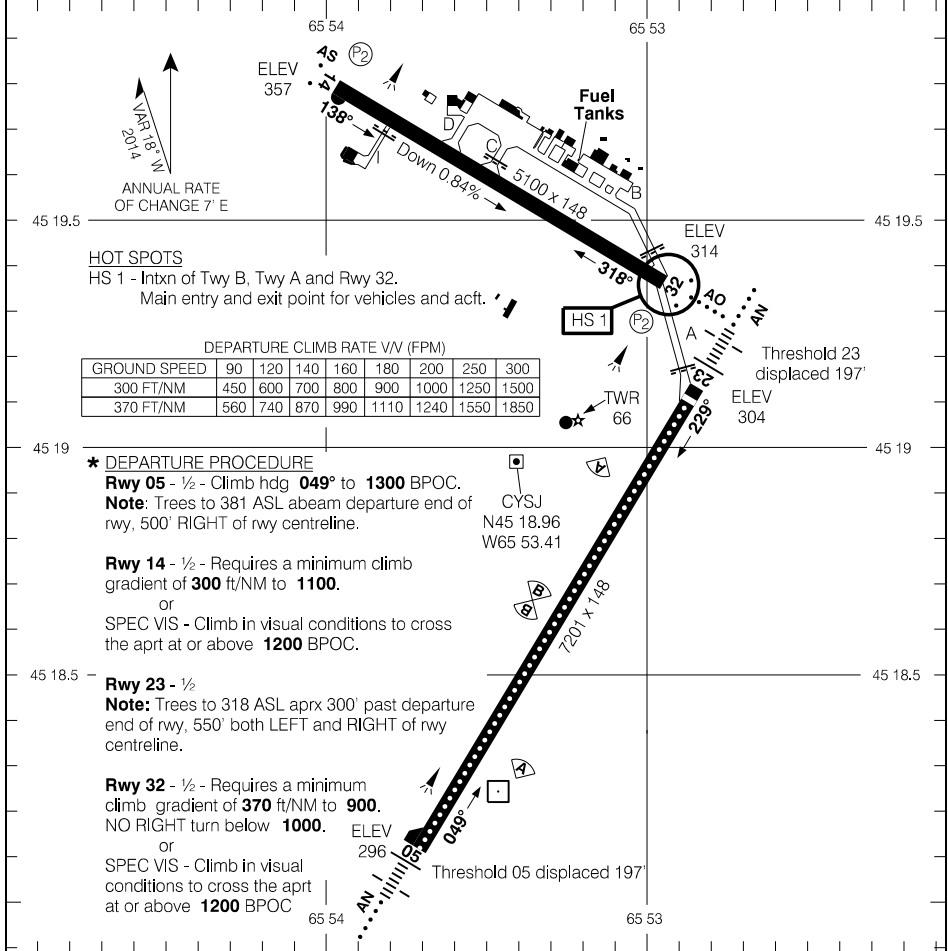 65 54
65 53
AS
P2
ELEV
357
14
138°
VAR 18° W
2014
ANNUAL RATE
OF CHANGE 7' E
Fuel
Tanks
D
C
B
I
Down 0.84%
5100 x 148
45 19.5
45 19.5
ELEV
314
318°
32
AO
AN
HOT SPOTS
HS 1 - Intxn of Twy B, Twy A and Rwy 32.
Main entry and exit point for vehicles and acft.
HS 1
P2
A
Threshold 23
displaced 197'
23
ELEV
304
229°
DEPARTURE CLIMB RATE V/V (FPM)
GROUND SPEED 90 120 140 160 180 200 250 300
300 FT/NM 450 600 700 800 900 1000 1250 1500
370 FT/NM 560 740 870 990 1110 1240 1550 1850
TWR
66
45 19
45 19
* DEPARTURE PROCEDURE
Rwy 05 - ½ - Climb hdg 049° to 1300 BPOC.
Note: Trees to 381 ASL abeam departure end of
rwy, 500' RIGHT of rwy centreline.
A
CYSJ
N45 18.96
W65 53.41
Rwy 14 - ½ - Requires a minimum climb
gradient of 300 ft/NM to 1100.
or
SPEC VIS - Climb in visual conditions to cross
the aprt at or above 1200 BPOC.
B
B
7201 x 148
45 18.5
45 18.5
Rwy 23 - ½
Note: Trees to 318 ASL aprx 300' past departure
end of rwy, 550' both LEFT and RIGHT of rwy
centreline.
A
Rwy 32 - ½ - Requires a minimum
climb gradient of 370 ft/NM to 900.
NO RIGHT turn below 1000.
or
SPEC VIS - Climb in visual
conditions to cross the aprt
at or above 1200 BPOC
ELEV
296
05
049°
Threshold 05 displaced 197'
AN
65 54
65 53